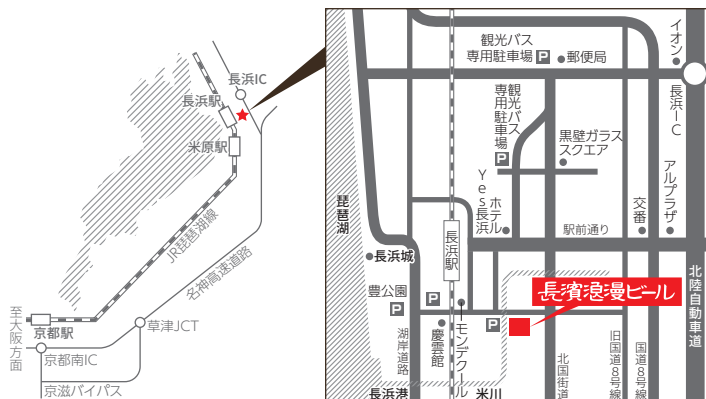 長浜IC
長浜駅
米原駅
JR琵琶湖線
名神高速道路
草津JCT
京都駅
京都南IC
京滋バイパス
至大阪方面
観光バス
専用駐車場 P
郵便局
イオン
長浜IC
観光バス
専用駐車場
P
黒壁ガラス
スクエア
アルプラザ
交番
Yes長浜
ホテル
駅前通り
琵琶湖
長浜城
長浜駅
北陸自動車道
豊公園
P
P
長濱浪漫ビール
P
慶雲館
モンデクール
湖岸道路
北国街道
旧国道8号線
国道8号線
長浜港
米川